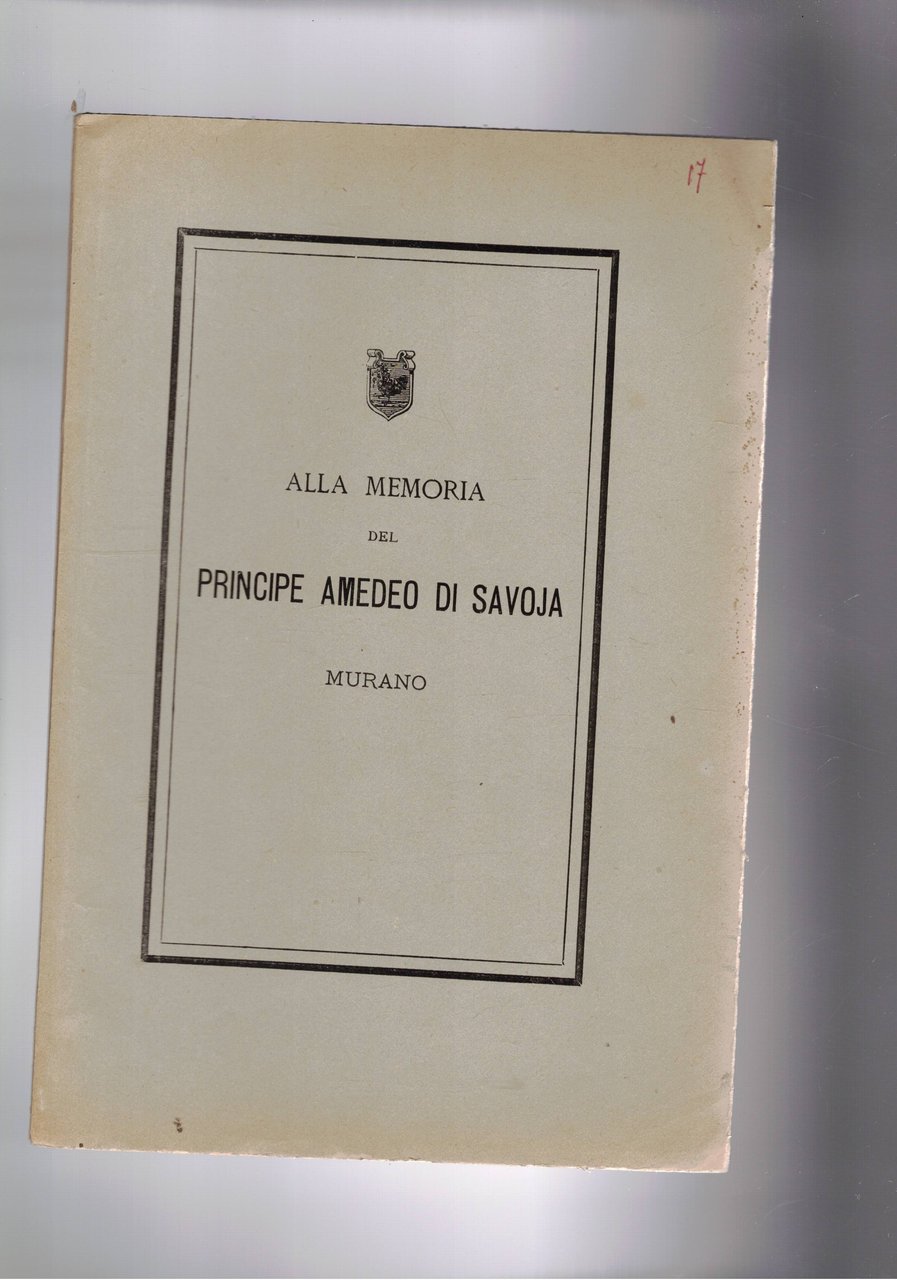 17
ALLA MEMORIA
DEL
PRINCIPE AMEDEO DI SAVOJA
MURANO